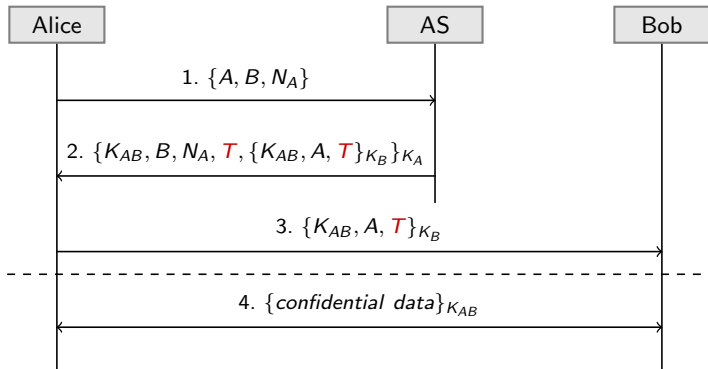 Alice AS Bob
1. {A, B, N_A}
2. {K_AB, B, N_A, T, {K_AB, A, T}_K_B}_K_A
3. {K_AB, A, T}_K_B
4. {confidential data}_K_AB